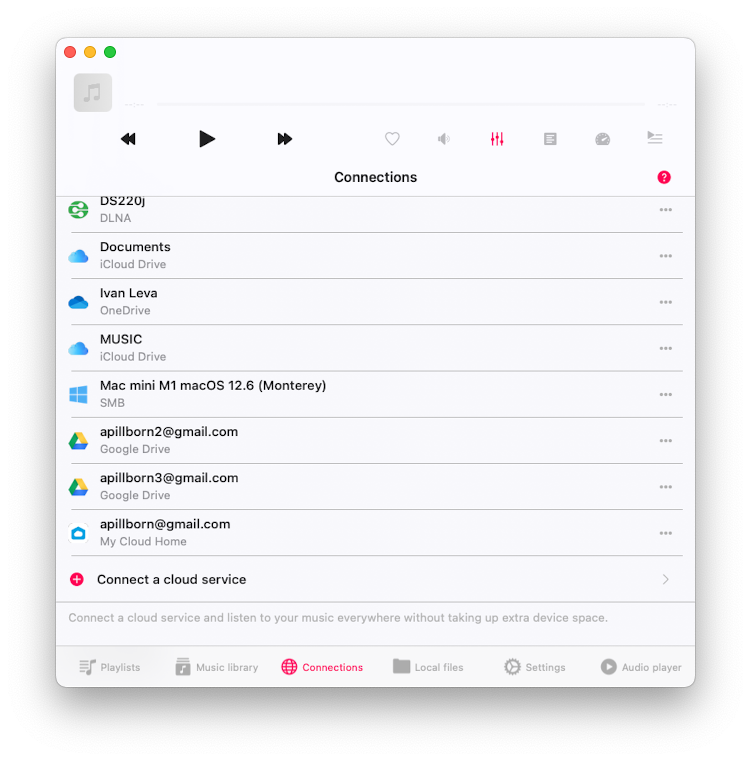 --:--
--:--
Connections
?
DS220j
DLNA
Documents
iCloud Drive
Ivan Leva
OneDrive
MUSIC
iCloud Drive
Mac mini M1 macOS 12.6 (Monterey)
SMB
apillborn2@gmail.com
Google Drive
apillborn3@gmail.com
Google Drive
apillborn@gmail.com
My Cloud Home
Connect a cloud service
Connect a cloud service and listen to your music everywhere without taking up extra device space.
Playlists
Music library
Connections
Local files
Settings
Audio player